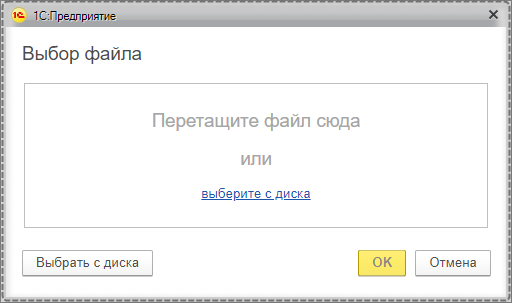 1С:Предприятие
Выбор файла
Перетащите файл сюда
или
выберите с диска
Выбрать с диска
OK
Отмена